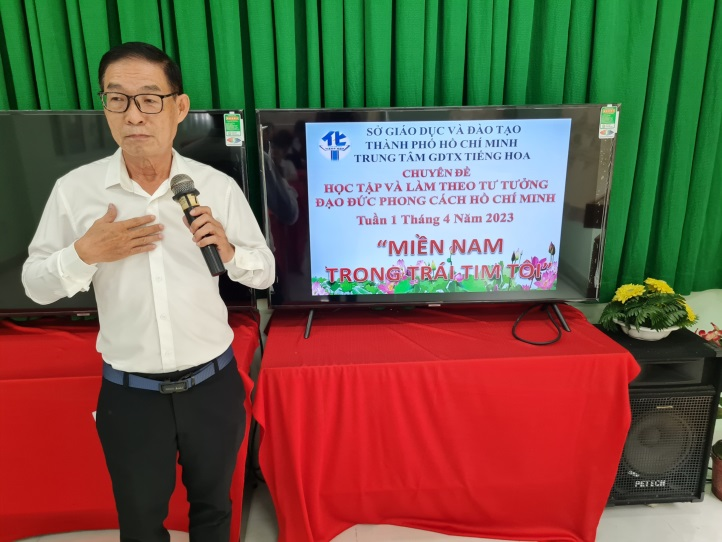 SỞ GIÁO DỤC VÀ ĐÀO TẠO
THÀNH PHỐ HỒ CHÍ MINH
TRUNG TÂM GDTX TIẾNG HOA
CHUYÊN ĐỀ
HỌC TẬP VÀ LÀM THEO TƯ TƯỞNG
ĐẠO ĐỨC PHONG CÁCH HỒ CHÍ MINH
Tuần 1 Tháng 4 Năm 2023
“MIỀN NAM
TRONG TRÁI TIM TÔI”
PETECH